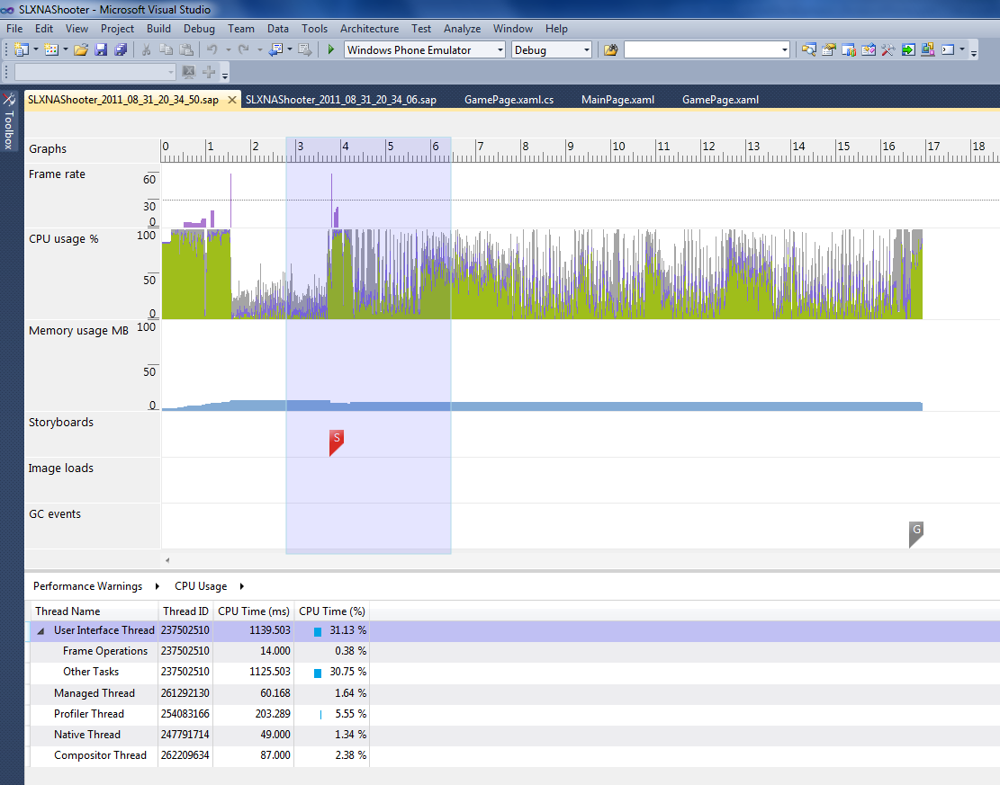 SLXNAShooter - Microsoft Visual Studio
File Edit View Project Build Debug Team Data Tools Architecture Test Analyze Window Help
Windows Phone Emulator Debug
Toolbox
SLXNAShooter_2011_08_31_20_34_50.sap SLXNAShooter_2011_08_31_20_34_06.sap GamePage.xaml.cs MainPage.xaml GamePage.xaml
Graphs 0 1 2 3 4 5 6 7 8 9 10 11 12 13 14 15 16 17 18
Frame rate 60
30
0
CPU usage % 100
50
0
Memory usage MB 100
50
0
Storyboards
S
Image loads
GC events
G
Performance Warnings CPU Usage
Thread Name Thread ID CPU Time (ms) CPU Time (%)
User Interface Thread 237502510 1139.503 31.13 %
Frame Operations 237502510 14.000 0.38 %
Other Tasks 237502510 1125.503 30.75 %
Managed Thread 261292130 60.168 1.64 %
Profiler Thread 254083166 203.289 5.55 %
Native Thread 247791714 49.000 1.34 %
Compositor Thread 262209634 87.000 2.38 %